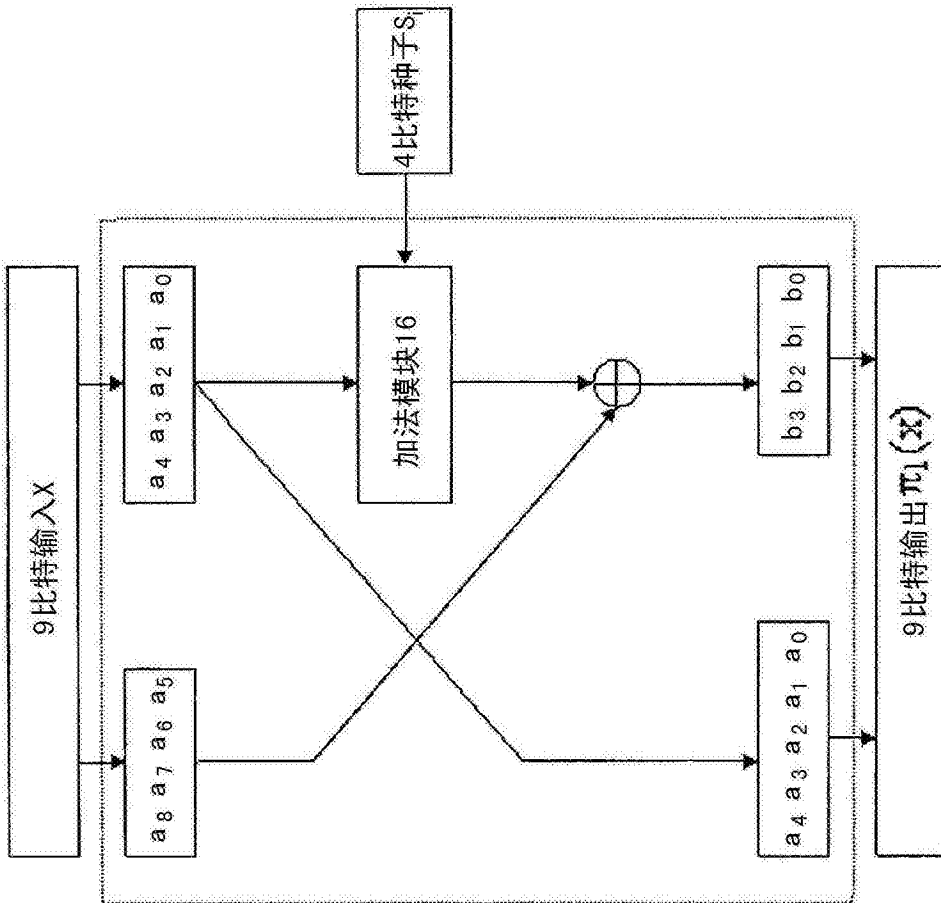 9比特输入X
a8 a7 a6 a5
a4 a3 a2 a1 a0
4比特种子Si
加法模块16
a4 a3 a2 a1 a0
b3 b2 b1 b0
9比特输出π1(x)